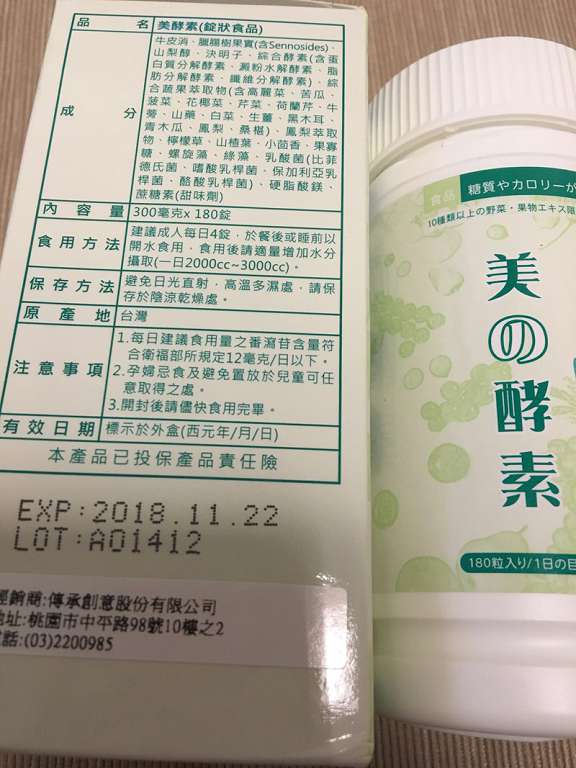 品名 美酵素(錠狀食品)
成分
牛皮消、臘腸樹果實(含Sennosides)、
山梨醇、決明子、綜合酵素(含蛋
白質分解酵素、澱粉水解酵素、脂
肪分解酵素、纖維分解酵素)、綜
合蔬果萃取物(含高麗菜、苦瓜、
菠菜、花椰菜、芹菜、荷蘭芹、牛
蒡、山藥、白菜、生薑、黑木耳、
青木瓜、鳳梨、桑椹)、鳳梨萃取
物、檸檬草、山楂葉、小茴香、果寡
糖、螺旋藻、綠藻、乳酸菌(比菲
德氏菌、嗜酸乳桿菌、保加利亞乳
桿菌、酪酸乳桿菌)、硬脂酸鎂、
蔗糖素(甜味劑)
內容量 300毫克x 180錠
食用方法
建議成人每日4錠，於餐後或睡前以
開水食用，食用後請適量增加水分
攝取(一日2000cc~3000cc)。
保存方法
避免日光直射，高溫多濕處，請保
存於陰涼乾燥處。
原產地 台灣
注意事項
1.每日建議食用量之番瀉苷含量符
合衛福部所規定12毫克/日以下。
2.孕婦忌食及避免置放於兒童可任
意取得之處。
3.開封後請儘快食用完畢。
有效日期 標示於外盒(西元年/月/日)
本產品已投保產品責任險
EXP:2018.11.22
LOT:A01412
經銷商:傳承創意股份有限公司
地址:桃園市中平路98號10樓之2
電話:(03)2200985
食品 糖質やカロリーが
10種類以上の野菜・果物エキス
美の酵素
180粒入り/1日の目